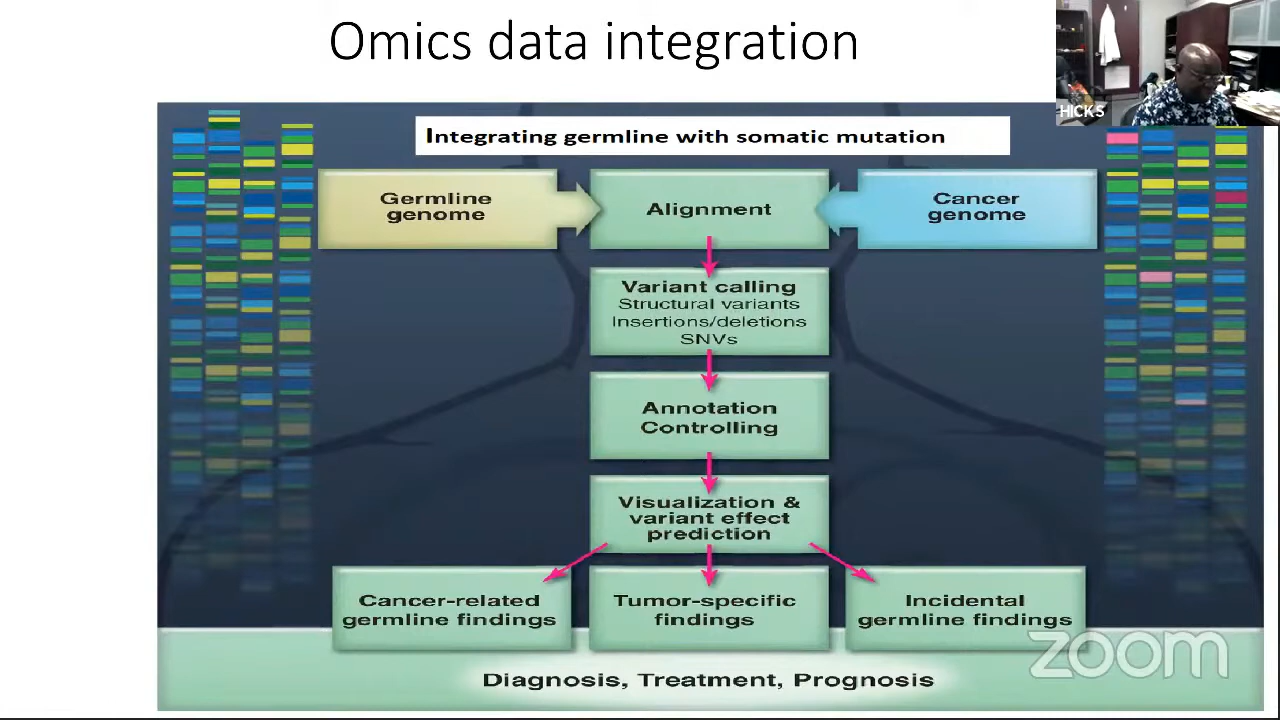 Omics data integration
HICKS
Integrating germline with somatic mutation
Germline
genome
Alignment
Cancer
genome
Variant calling
Structural variants
Insertions/deletions
SNVs
Annotation
Controlling
Visualization &
variant effect
prediction
Cancer-related
germline findings
Tumor-specific
findings
Incidental
germline findings
zoom
Diagnosis, Treatment, Prognosis